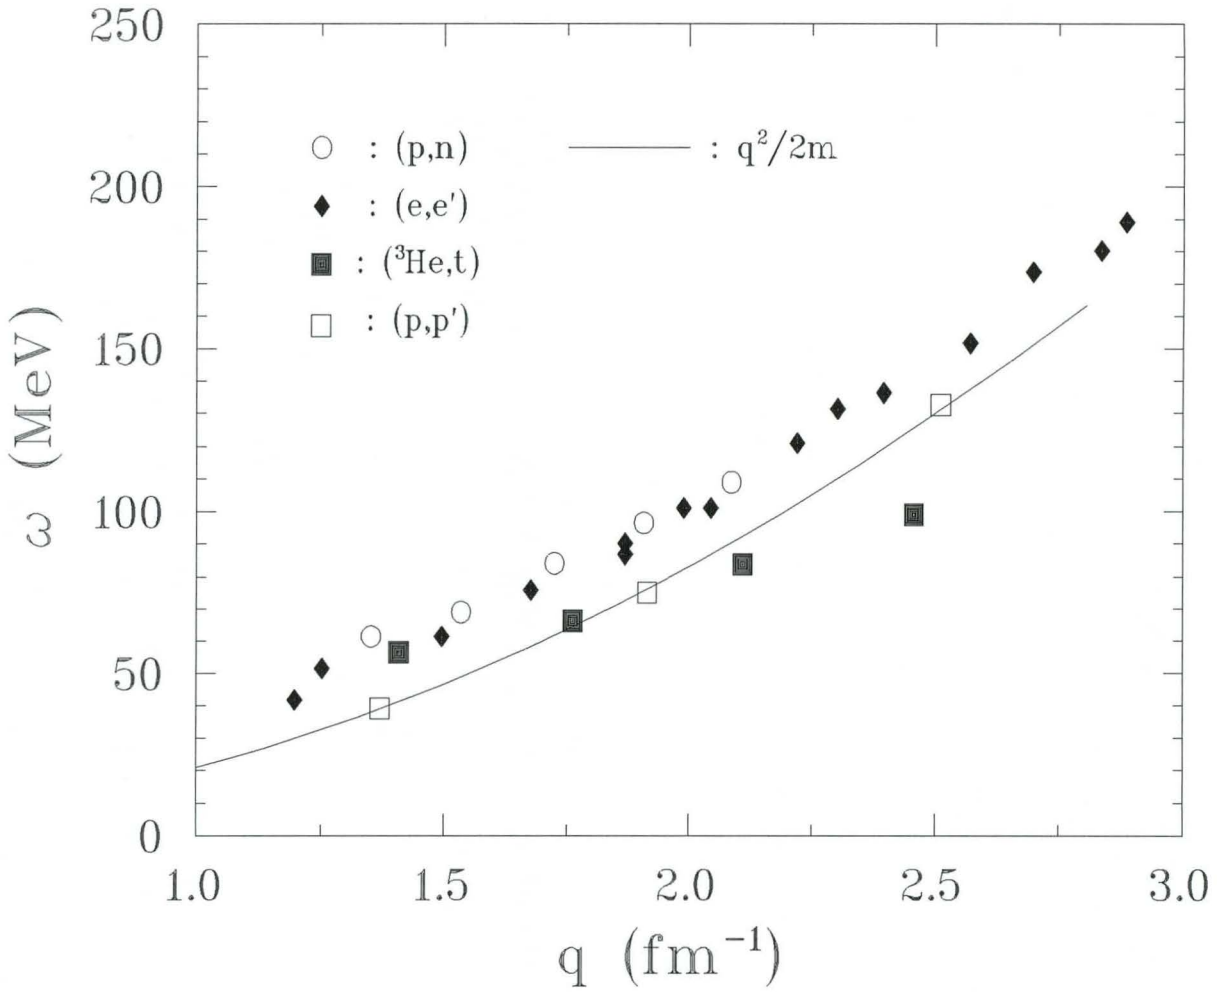 250
200
150
100
50
0
ω (MeV)
○ : (p,n)
♦ : (e,e')
■ : (³He,t)
□ : (p,p')
—— : q²/2m
1.0 1.5 2.0 2.5 3.0
q (fm⁻¹)